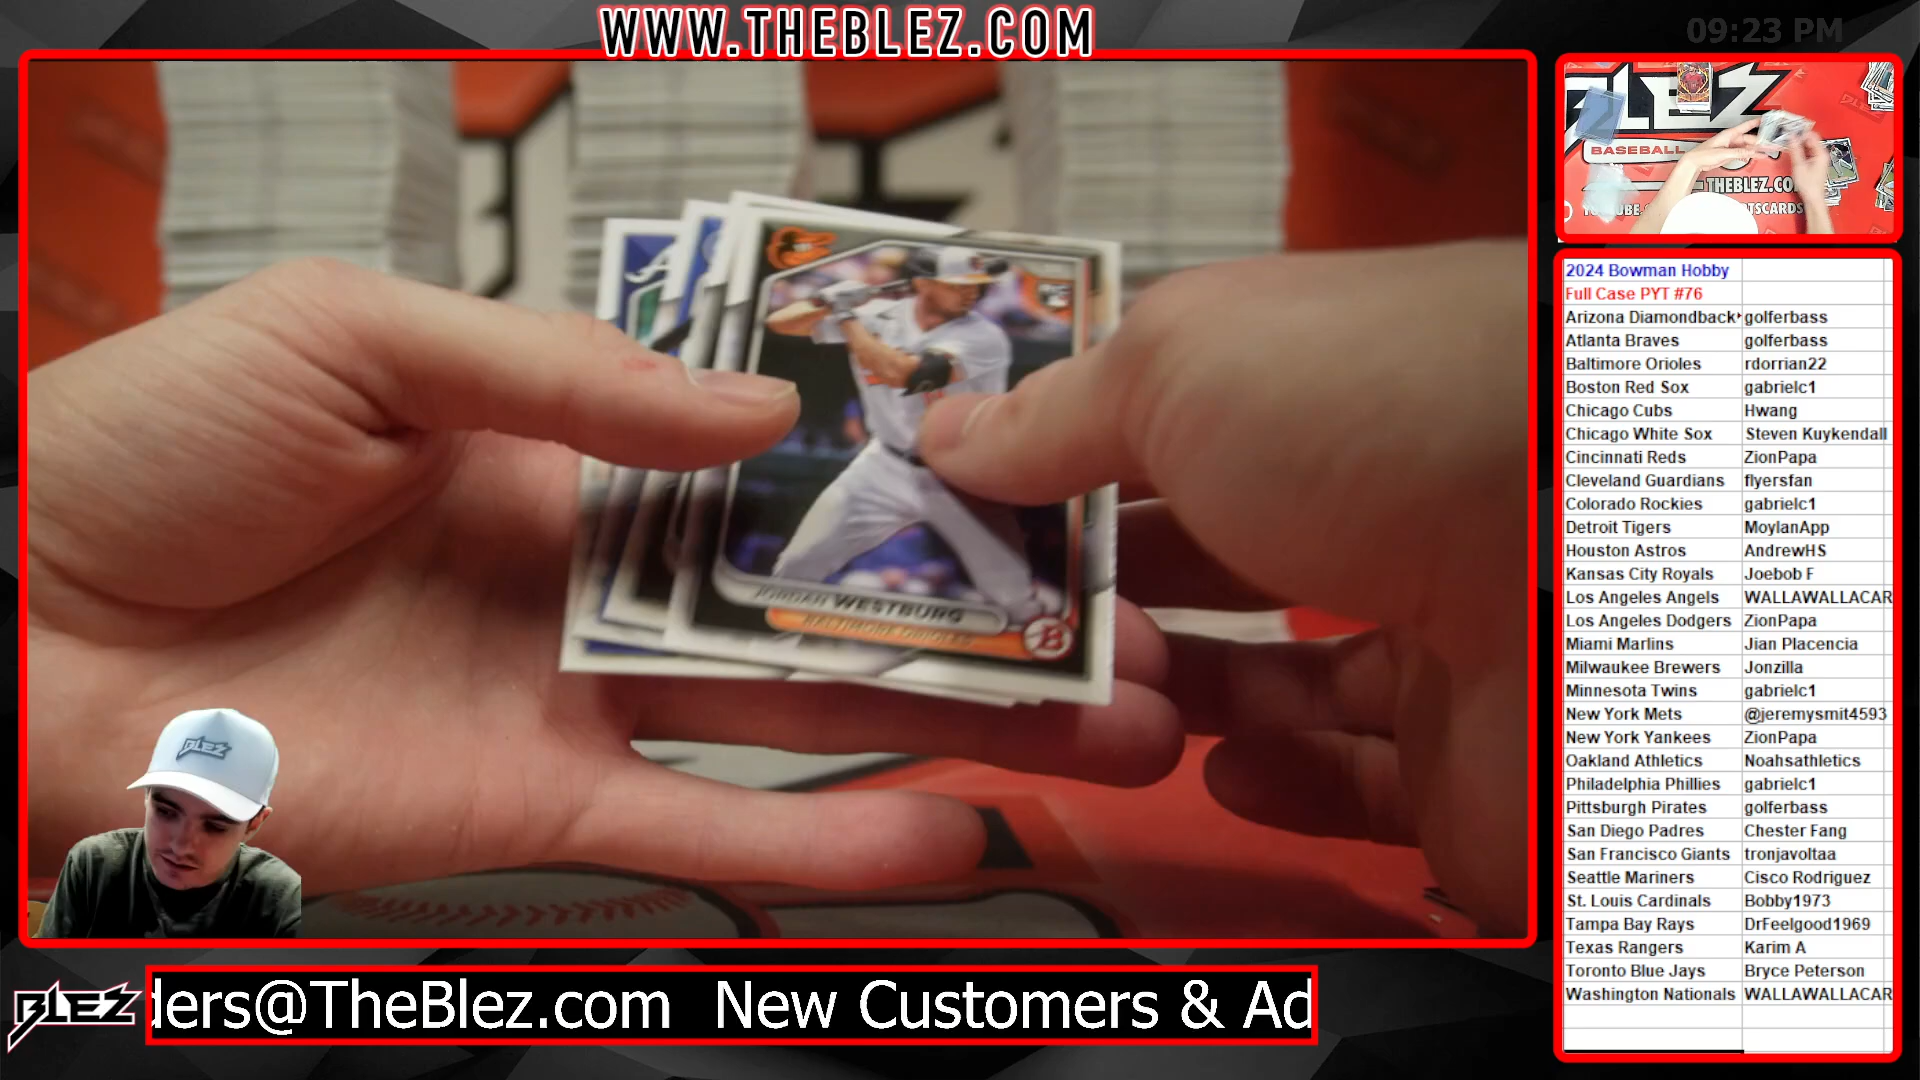 WWW.THEBLEZ.COM
09:23 PM
BLEZ
BASEBALL
THEBLEZ.CO
RC
JORDAN WESTBURG
BALTIMORE ORIOLES
B
BLEZ
2024 Bowman Hobby
Full Case PYT #76
Arizona Diamondback golferbass
Atlanta Braves golferbass
Baltimore Orioles rdorrian22
Boston Red Sox gabrielc1
Chicago Cubs Hwang
Chicago White Sox Steven Kuykendall
Cincinnati Reds ZionPapa
Cleveland Guardians flyersfan
Colorado Rockies gabrielc1
Detroit Tigers MoylanApp
Houston Astros AndrewHS
Kansas City Royals Joebob F
Los Angeles Angels WALLAWALLACAR
Los Angeles Dodgers ZionPapa
Miami Marlins Jian Placencia
Milwaukee Brewers Jonzilla
Minnesota Twins gabrielc1
New York Mets @jeremysmit4593
New York Yankees ZionPapa
Oakland Athletics Noahsathletics
Philadelphia Phillies gabrielc1
Pittsburgh Pirates golferbass
San Diego Padres Chester Fang
San Francisco Giants tronjavoltaa
Seattle Mariners Cisco Rodriguez
St. Louis Cardinals Bobby1973
Tampa Bay Rays DrFeelgood1969
Texas Rangers Karim A
Toronto Blue Jays Bryce Peterson
Washington Nationals WALLAWALLACAR
BLEZ
ders@TheBlez.com New Customers & Ad